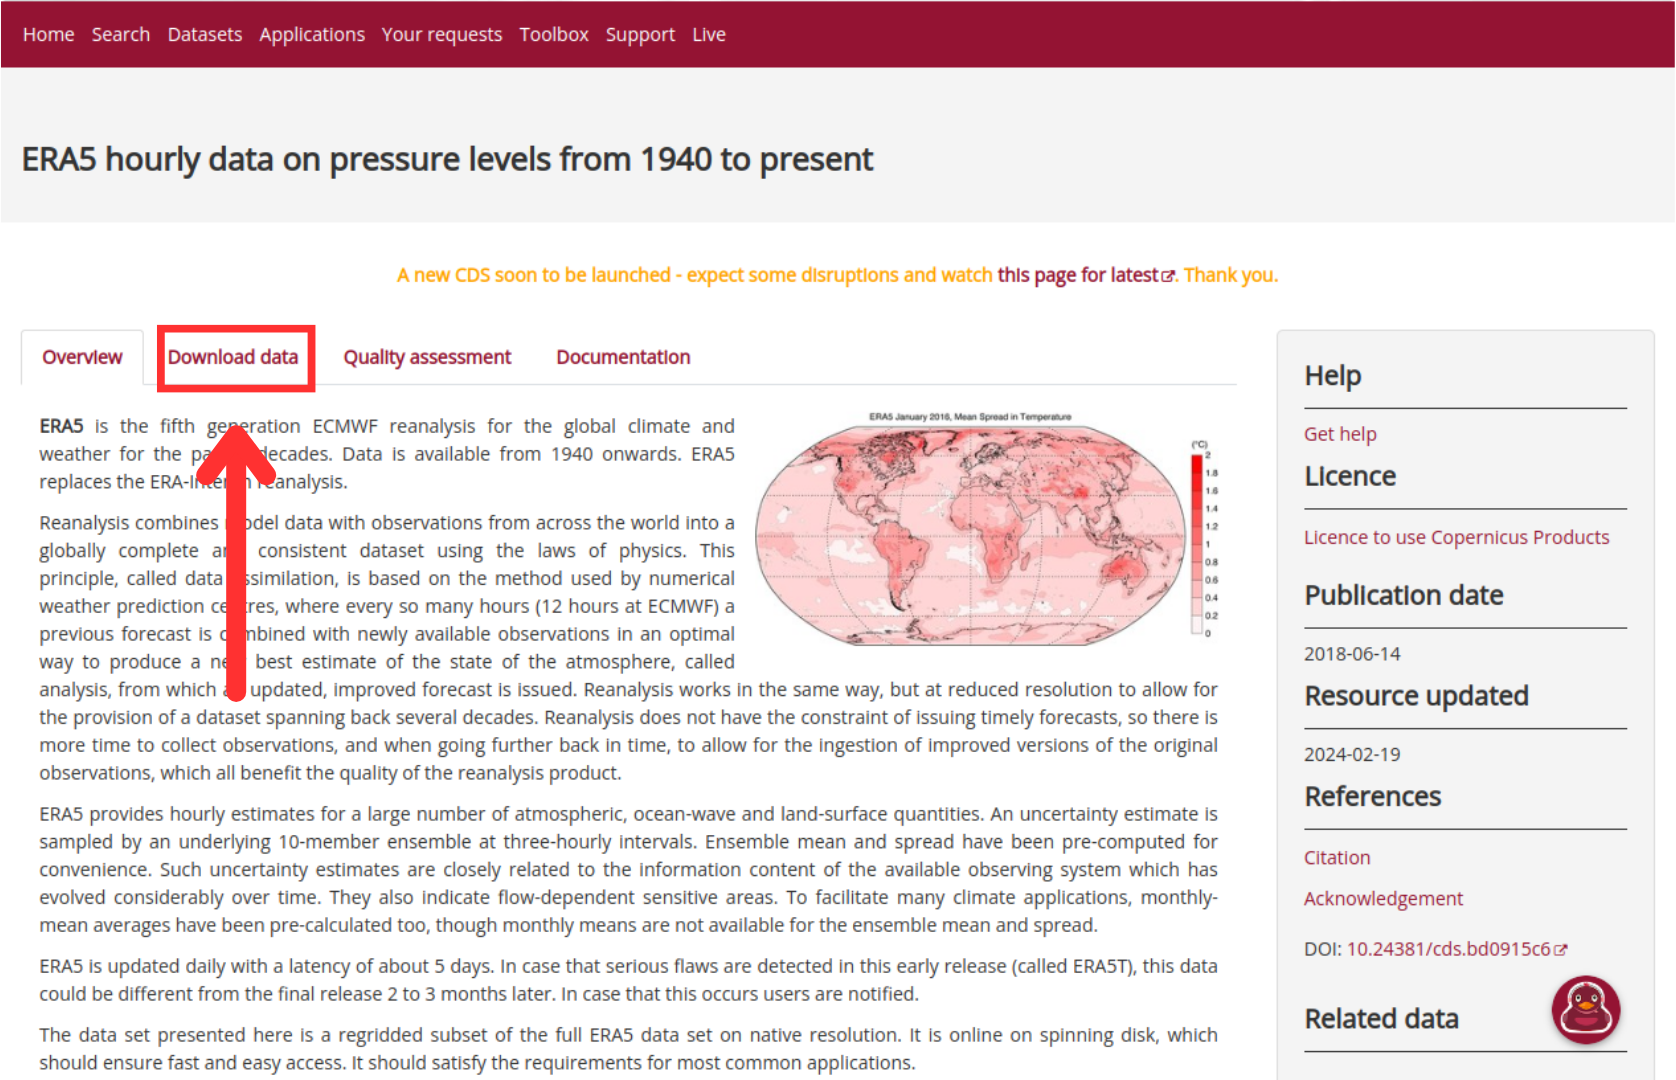 Home Search Datasets Applications Your requests Toolbox Support Live
ERA5 hourly data on pressure levels from 1940 to present
A new CDS soon to be launched - expect some disruptions and watch this page for latest. Thank you.
Overview Download data Quality assessment Documentation
ERA5 is the fifth generation ECMWF reanalysis for the global climate and
weather for the decades. Data is available from 1940 onwards. ERA5
replaces the ERA-Interim reanalysis.
Reanalysis combines model data with observations from across the world into a
globally complete and consistent dataset using the laws of physics. This
principle, called data assimilation, is based on the method used by numerical
weather prediction centres, where every so many hours (12 hours at ECMWF) a
previous forecast is combined with newly available observations in an optimal
way to produce a new best estimate of the state of the atmosphere, called
analysis, from which an updated, improved forecast is issued. Reanalysis works in the same way, but at reduced resolution to allow for
the provision of a dataset spanning back several decades. Reanalysis does not have the constraint of issuing timely forecasts, so there is
more time to collect observations, and when going further back in time, to allow for the ingestion of improved versions of the original
observations, which all benefit the quality of the reanalysis product.
ERA5 January 2016, Mean Spread in Temperature
(°C)
2
1.8
1.6
1.4
1.2
1
0.8
0.6
0.4
0.2
0
ERA5 provides hourly estimates for a large number of atmospheric, ocean-wave and land-surface quantities. An uncertainty estimate is
sampled by an underlying 10-member ensemble at three-hourly intervals. Ensemble mean and spread have been pre-computed for
convenience. Such uncertainty estimates are closely related to the information content of the available observing system which has
evolved considerably over time. They also indicate flow-dependent sensitive areas. To facilitate many climate applications, monthly-
mean averages have been pre-calculated too, though monthly means are not available for the ensemble mean and spread.
ERA5 is updated daily with a latency of about 5 days. In case that serious flaws are detected in this early release (called ERA5T), this data
could be different from the final release 2 to 3 months later. In case that this occurs users are notified.
The data set presented here is a regridded subset of the full ERA5 data set on native resolution. It is online on spinning disk, which
should ensure fast and easy access. It should satisfy the requirements for most common applications.
Help
Get help
Licence
Licence to use Copernicus Products
Publication date
2018-06-14
Resource updated
2024-02-19
References
Citation
Acknowledgement
DOI: 10.24381/cds.bd0915c6
Related data